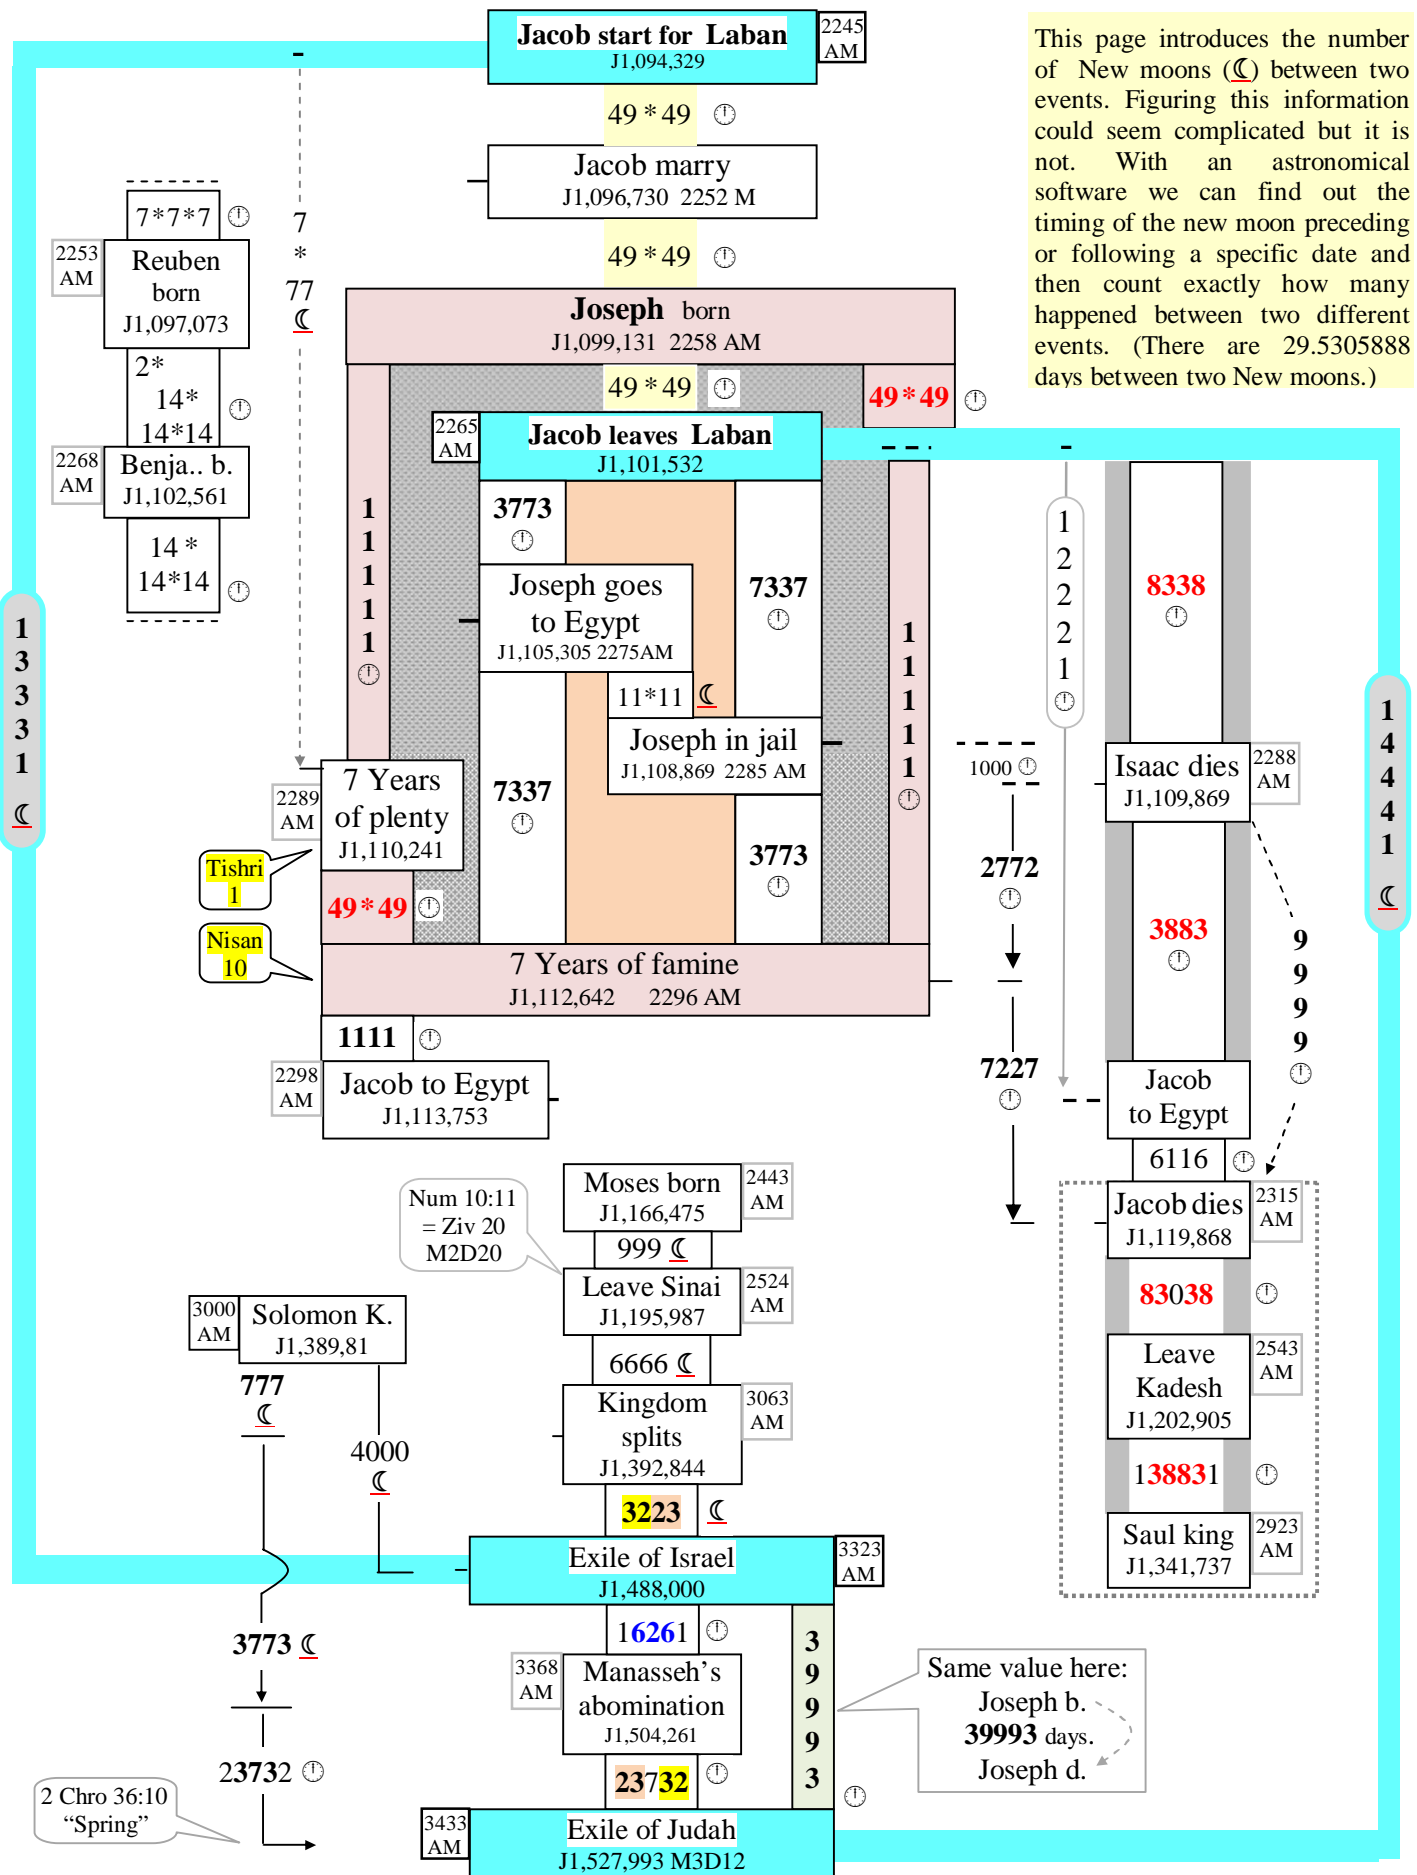 Jacob start for Laban
J1,094,329
2245
AM
This page introduces the number
of New moons (☾) between two
events. Figuring this information
could seem complicated but it is
not. With an astronomical
software we can find out the
timing of the new moon preceding
or following a specific date and
then count exactly how many
happened between two different
events. (There are 29.5305888
days between two New moons.)
-
49 * 49
Jacob marry
J1,096,730 2252 M
49 * 49
7*7*7
2253
AM
Reuben
born
J1,097,073
2*
14*
14*14
2268
AM
Benja.. b.
J1,102,561
14 *
14*14
7
*
77
☾
Joseph born
J1,099,131 2258 AM
49 * 49
49 * 49
2265
AM
Jacob leaves Laban
J1,101,532
1
1
1
1
1
3773
Joseph goes
to Egypt
J1,105,305 2275AM
7337
11*11 ☾
Joseph in jail
J1,108,869 2285 AM
7337
3773
1
1
1
1
1
1
2
2
2
1
8338
1
3
3
3
1
☾
1
4
4
4
1
☾
2289
AM
7 Years
of plenty
J1,110,241
Tishri
1
49 * 49
Nisan
10
1000
Isaac dies
J1,109,869
2288
AM
2772
3883
9
9
9
9
7 Years of famine
J1,112,642 2296 AM
1111
2298
AM
Jacob to Egypt
J1,113,753
7227
Jacob
to Egypt
6116
Jacob dies
J1,119,868
2315
AM
83038
Leave
Kadesh
J1,202,905
2543
AM
138831
Saul king
J1,341,737
2923
AM
Moses born
J1,166,475
2443
AM
Num 10:11
= Ziv 20
M2D20
999 ☾
Leave Sinai
J1,195,987
2524
AM
6666 ☾
Kingdom
splits
J1,392,844
3063
AM
3223 ☾
3000
AM
Solomon K.
J1,389,81
777
☾
4000
☾
Exile of Israel
J1,488,000
3323
AM
16261
3368
AM
Manasseh’s
abomination
J1,504,261
3
9
9
9
3
23732
3773 ☾
23732
2 Chro 36:10
“Spring”
Same value here:
Joseph b.
39993 days.
Joseph d.
3433
AM
Exile of Judah
J1,527,993 M3D12